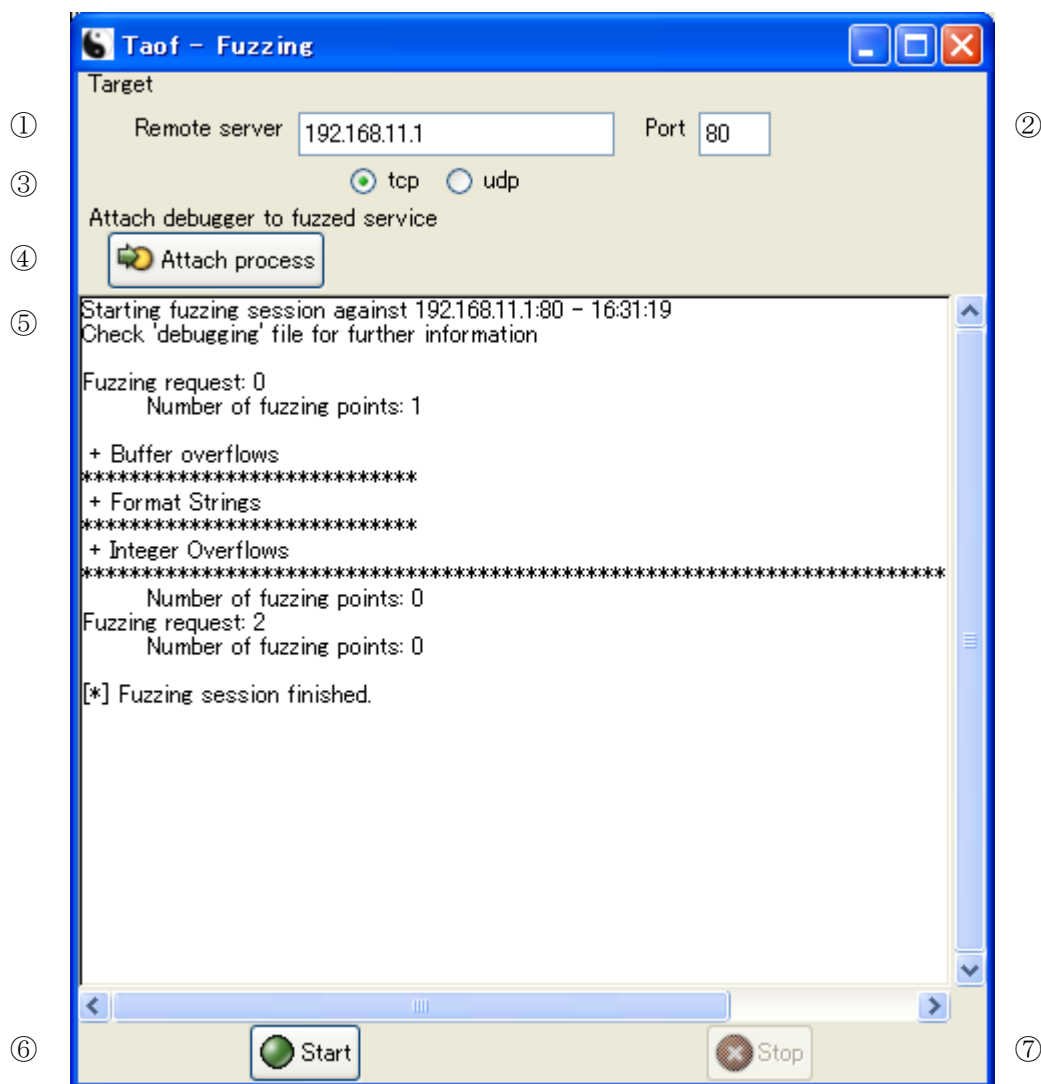 Taof - Fuzzing
Target
① Remote server 192.168.11.1 Port 80 ②
③ tcp udp
Attach debugger to fuzzed service
④ Attach process
⑤ Starting fuzzing session against 192.168.11.1:80 - 16:31:19
Check 'debugging' file for further information
Fuzzing request: 0
Number of fuzzing points: 1
+ Buffer overflows
****************************
+ Format Strings
****************************
+ Integer Overflows
************************************************************************
Number of fuzzing points: 0
Fuzzing request: 2
Number of fuzzing points: 0
[*] Fuzzing session finished.
⑥ Start Stop ⑦